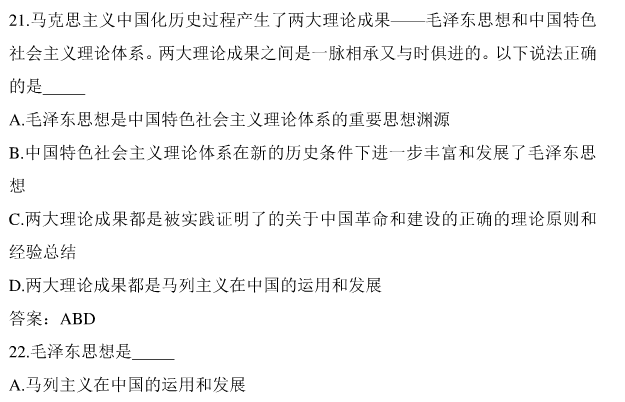 21.马克思主义中国化历史过程产生了两大理论成果——毛泽东思想和中国特色
社会主义理论体系。两大理论成果之间是一脉相承又与时俱进的。以下说法正确
的是_____
A.毛泽东思想是中国特色社会主义理论体系的重要思想渊源
B.中国特色社会主义理论体系在新的历史条件下进一步丰富和发展了毛泽东思
想
C.两大理论成果都是被实践证明了的关于中国革命和建设的正确的理论原则和
经验总结
D.两大理论成果都是马列主义在中国的运用和发展
答案：ABD
22.毛泽东思想是_____
A.马列主义在中国的运用和发展